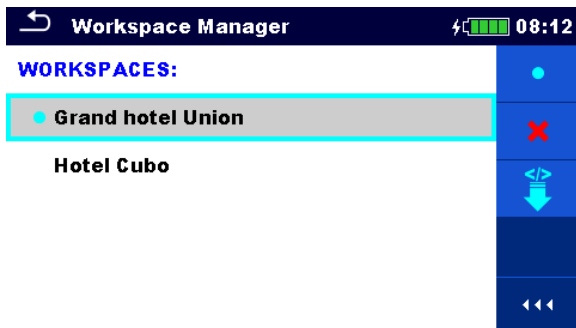 Workspace Manager 08:12
WORKSPACES:
Grand hotel Union
Hotel Cubo
</>